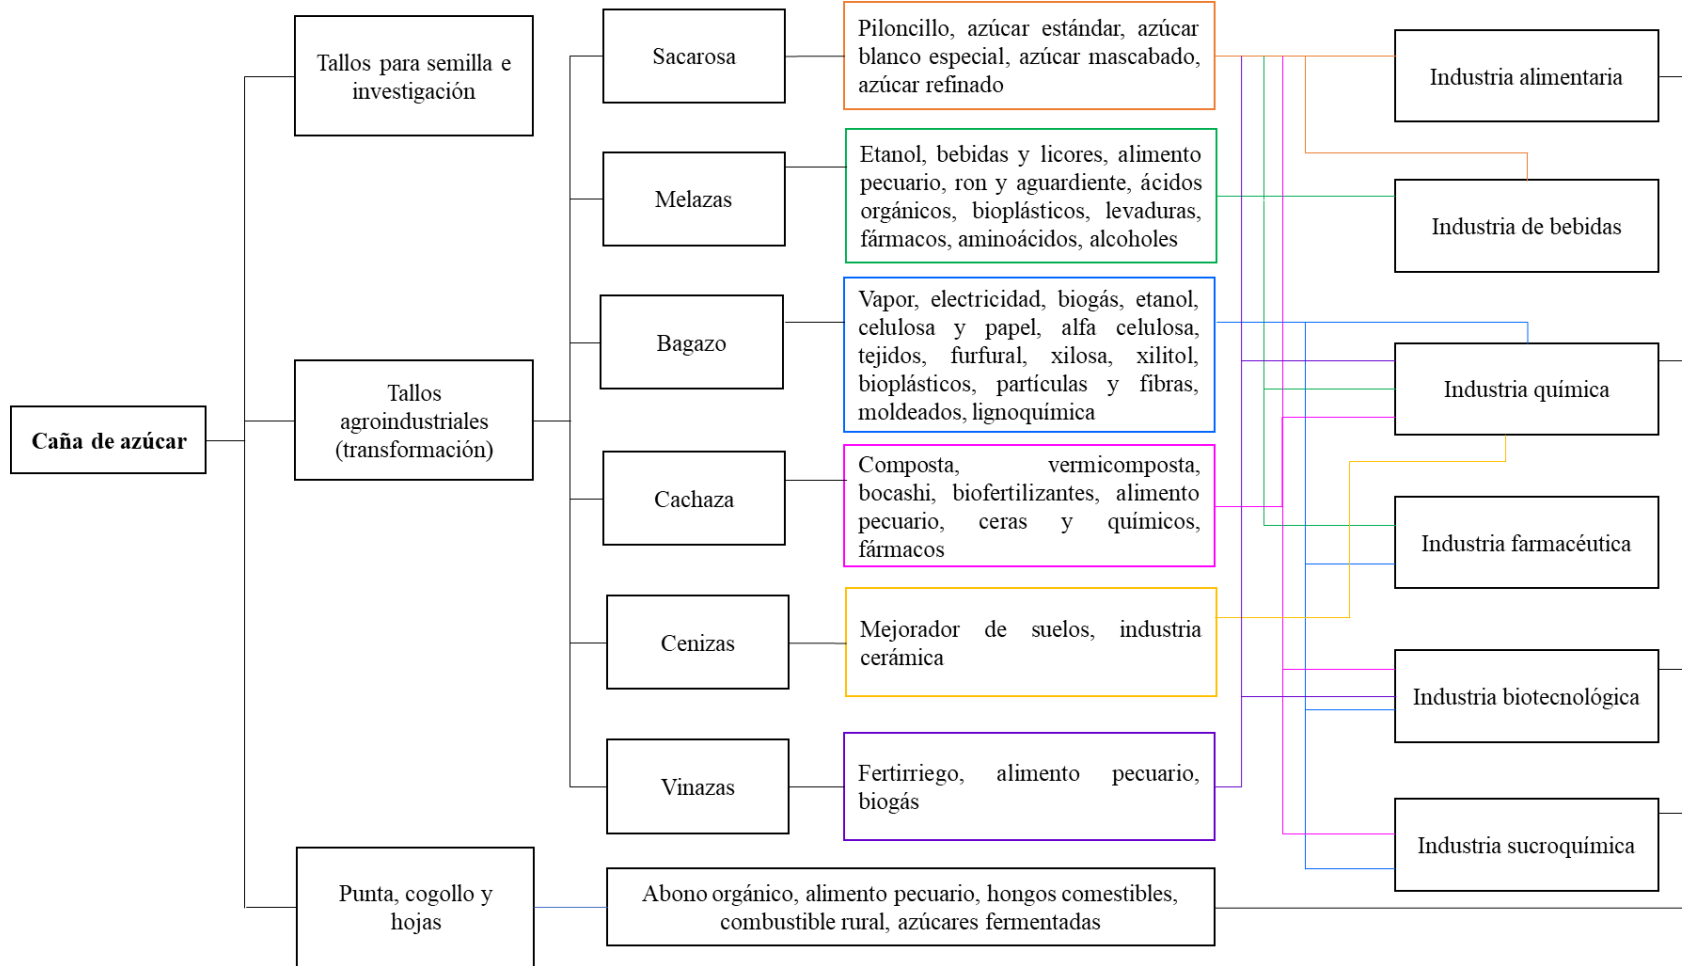 Caña de azúcar
Tallos para semilla e
investigación
Tallos
agroindustriales
(transformación)
Punta, cogollo y
hojas
Sacarosa
Melazas
Bagazo
Cachaza
Cenizas
Vinazas
Piloncillo, azúcar estándar, azúcar
blanco especial, azúcar mascabado,
azúcar refinado
Etanol, bebidas y licores, alimento
pecuario, ron y aguardiente, ácidos
orgánicos, bioplásticos, levaduras,
fármacos, aminoácidos, alcoholes
Vapor, electricidad, biogás, etanol,
celulosa y papel, alfa celulosa,
tejidos, furfural, xilosa, xilitol,
bioplásticos, partículas y fibras,
moldeados, lignoquímica
Composta, vermicomposta,
bocashi, biofertilizantes, alimento
pecuario, ceras y químicos,
fármacos
Mejorador de suelos, industria
cerámica
Fertirriego, alimento pecuario,
biogás
Abono orgánico, alimento pecuario, hongos comestibles,
combustible rural, azúcares fermentadas
Industria alimentaria
Industria de bebidas
Industria química
Industria farmacéutica
Industria biotecnológica
Industria sucroquímica